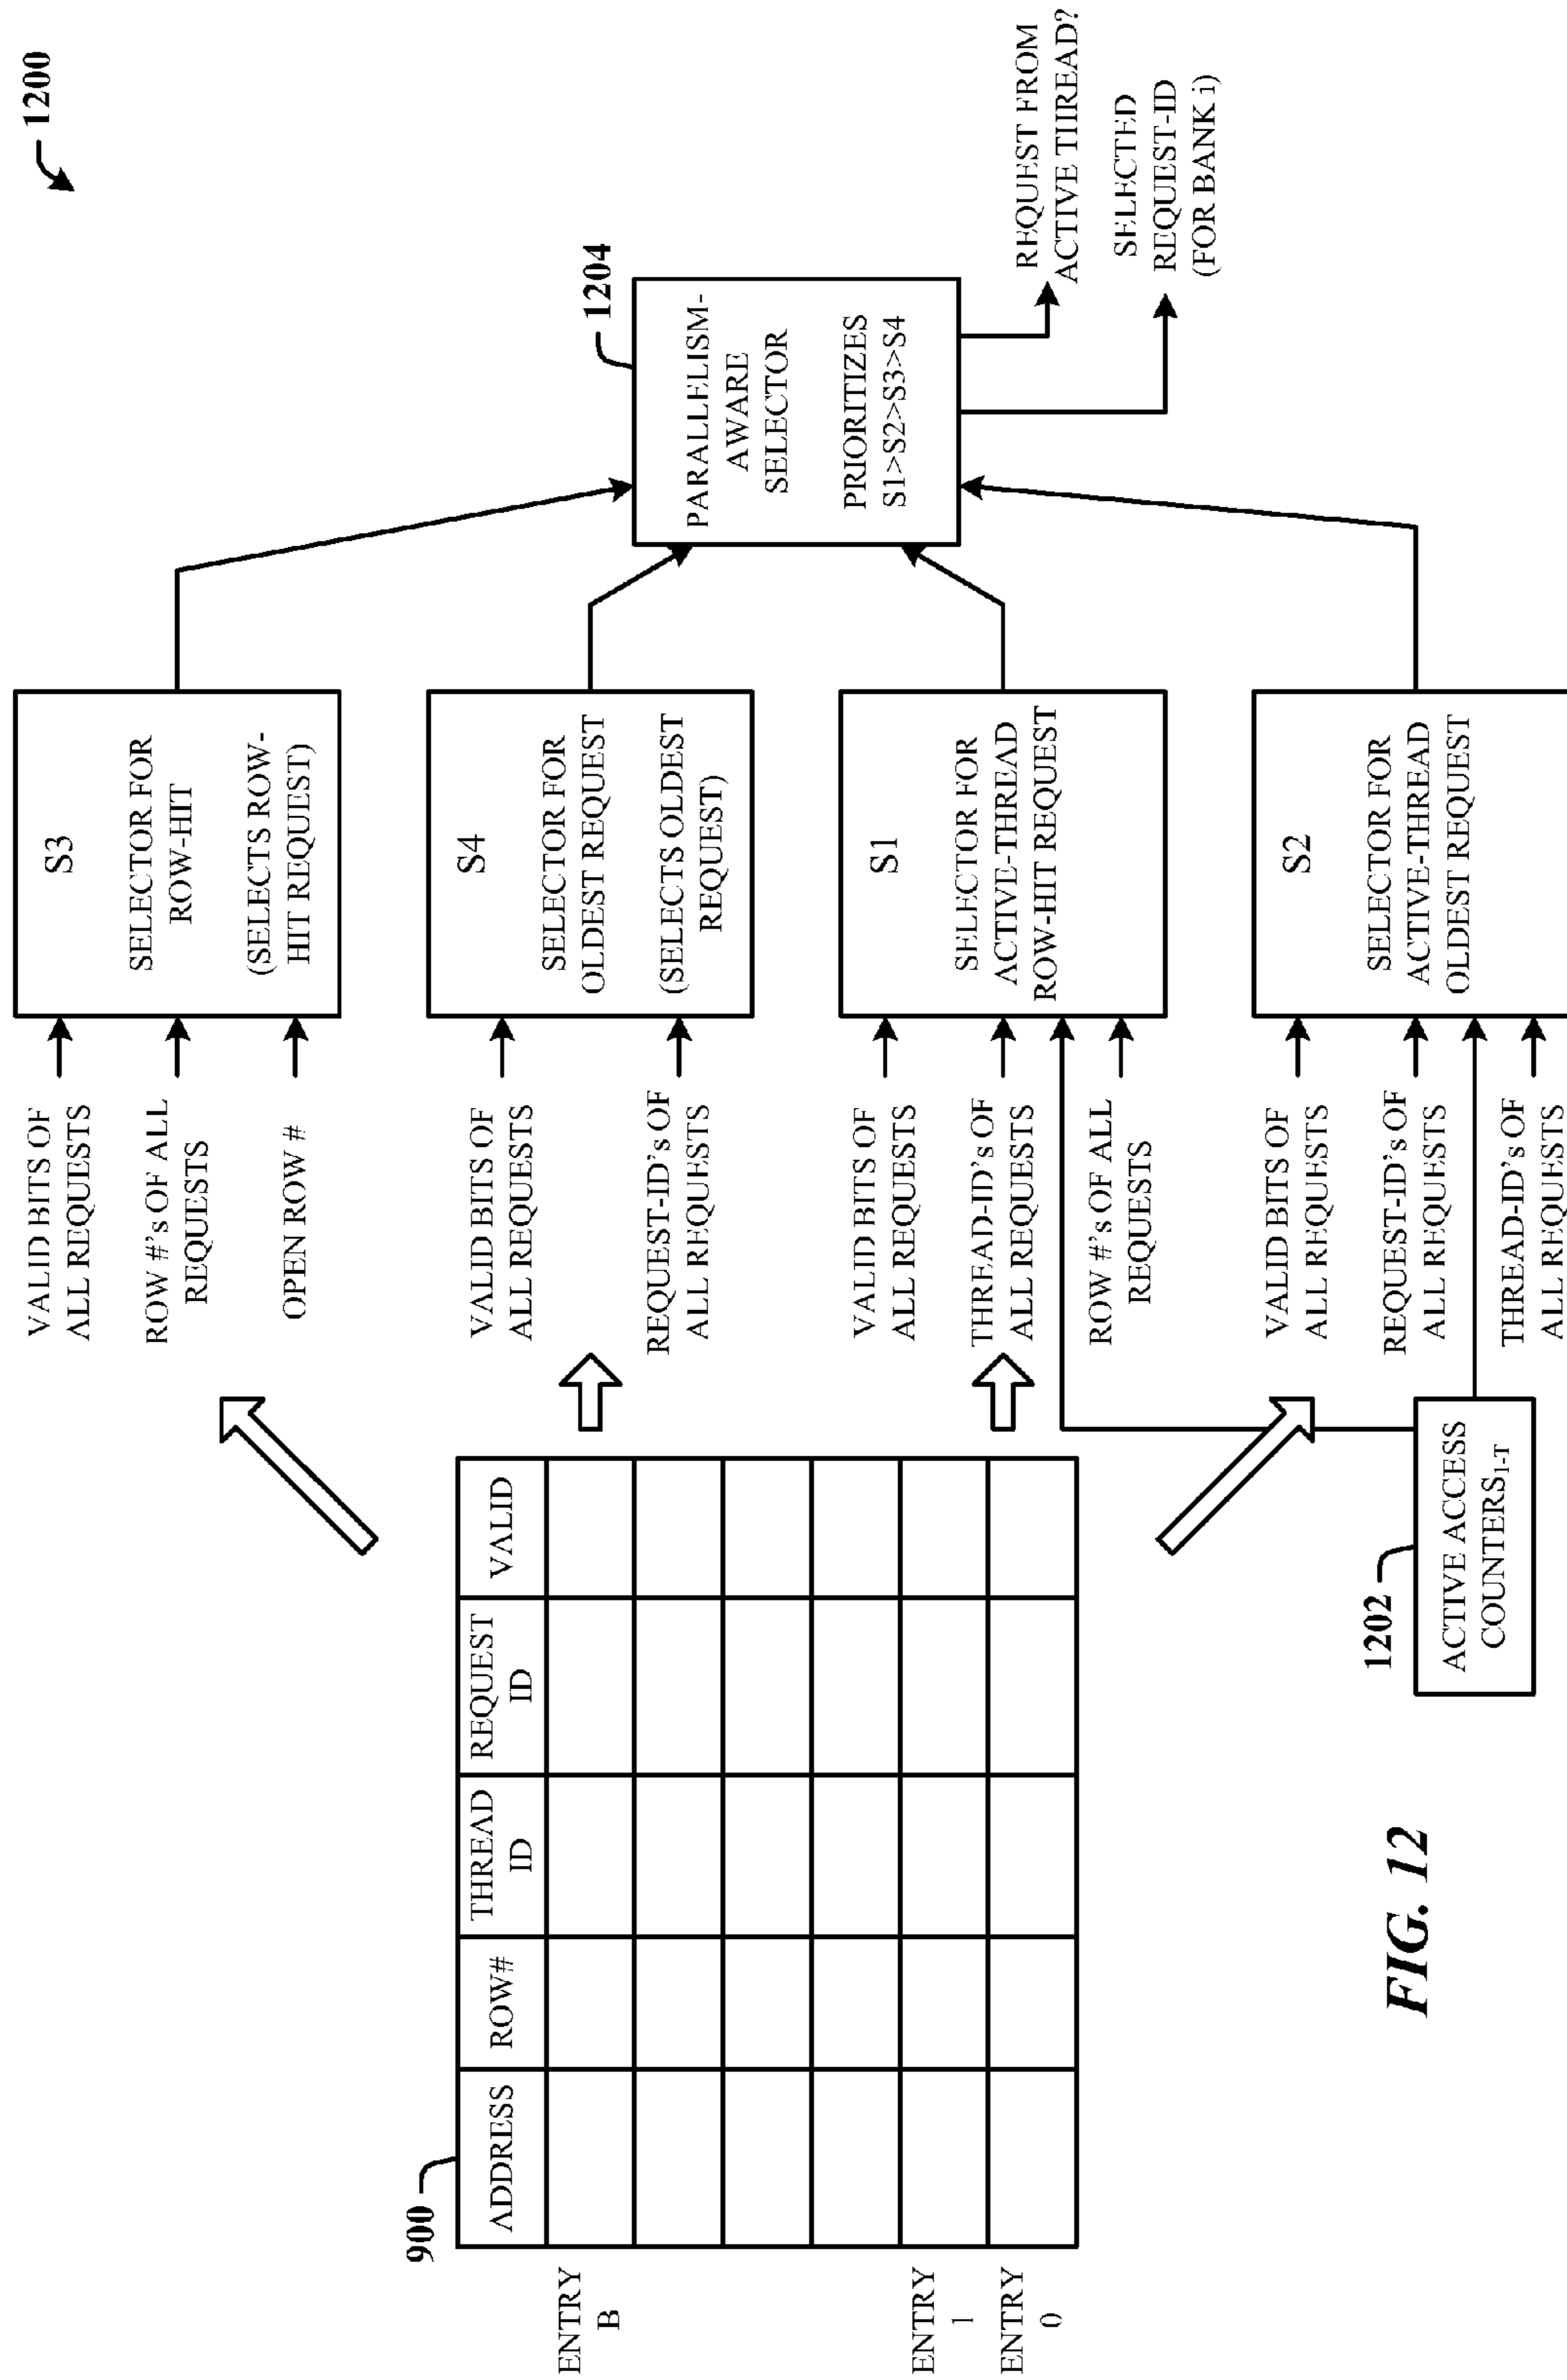 1200
900
ADDRESS
ROW#
THREAD
ID
REQUEST
ID
VALID
ENTRY
B
ENTRY
1
ENTRY
0
1202
ACTIVE ACCESS
COUNTERS1-T
VALID BITS OF
ALL REQUESTS
ROW #'s OF ALL
REQUESTS
OPEN ROW #
S3
SELECTOR FOR
ROW-HIT
(SELECTS ROW-
HIT REQUEST)
VALID BITS OF
ALL REQUESTS
REQUEST-ID's OF
ALL REQUESTS
S4
SELECTOR FOR
OLDEST REQUEST
(SELECTS OLDEST
REQUEST)
VALID BITS OF
ALL REQUESTS
THREAD-ID's OF
ALL REQUESTS
ROW #'s OF ALL
REQUESTS
S1
SELECTOR FOR
ACTIVE-THREAD
ROW-HIT REQUEST
VALID BITS OF
ALL REQUESTS
REQUEST-ID's OF
ALL REQUESTS
THREAD-ID's OF
ALL REQUESTS
S2
SELECTOR FOR
ACTIVE-THREAD
OLDEST REQUEST
1204
PARALLELISM-
AWARE
SELECTOR
PRIORITIZES
S1>S2>S3>S4
REQUEST FROM
ACTIVE THREAD?
SELECTED
REQUEST-ID
(FOR BANK i)
FIG. 12